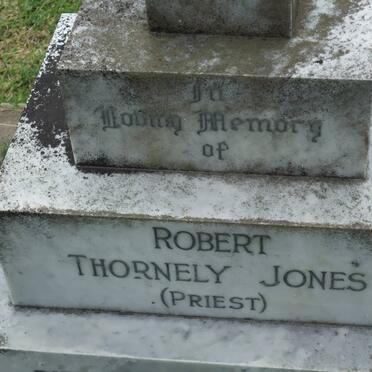 In
Loving Memory
of
ROBERT
THORNELY JONES
(PRIEST)